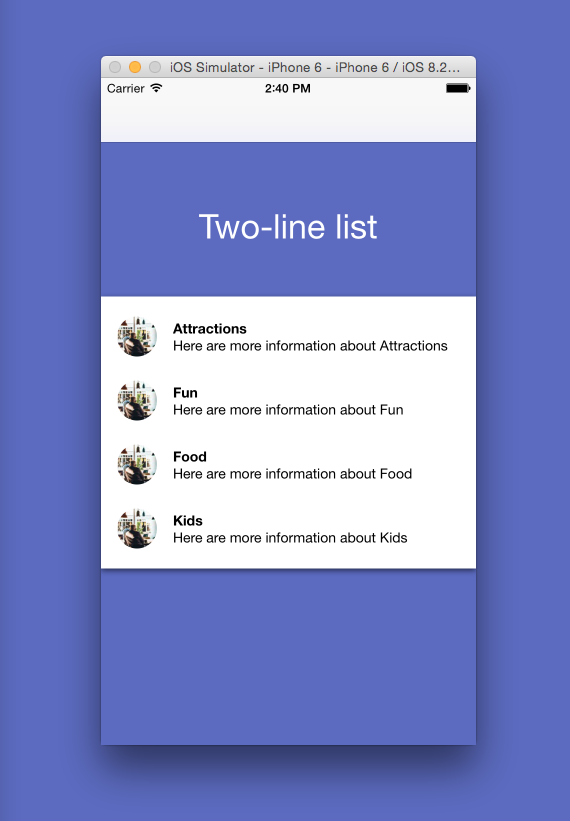 iOS Simulator - iPhone 6 - iPhone 6 / iOS 8.2...
Carrier
2:40 PM
Two-line list
Attractions
Here are more information about Attractions
Fun
Here are more information about Fun
Food
Here are more information about Food
Kids
Here are more information about Kids